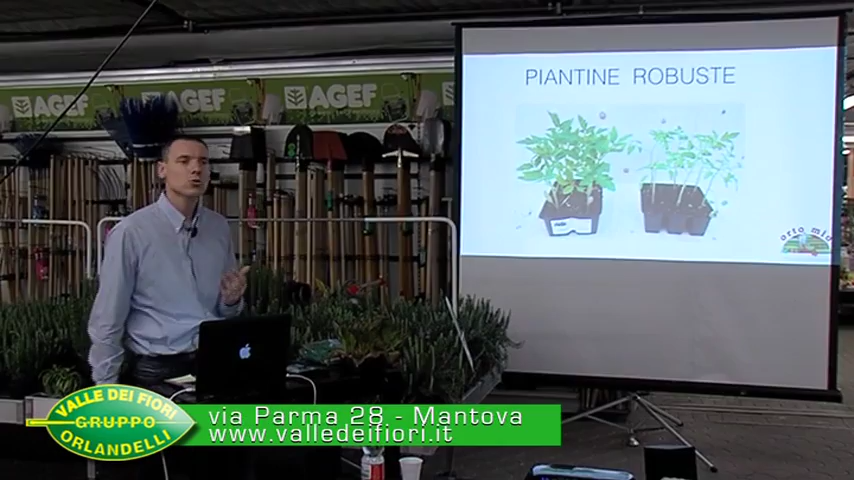 AGEF
AGEF
AGEF
PIANTINE ROBUSTE
orto mio
VALLE DEI FIORI
GRUPPO
ORLANDELLI
via Parma 28 - Mantova
www.valledeifiori.it